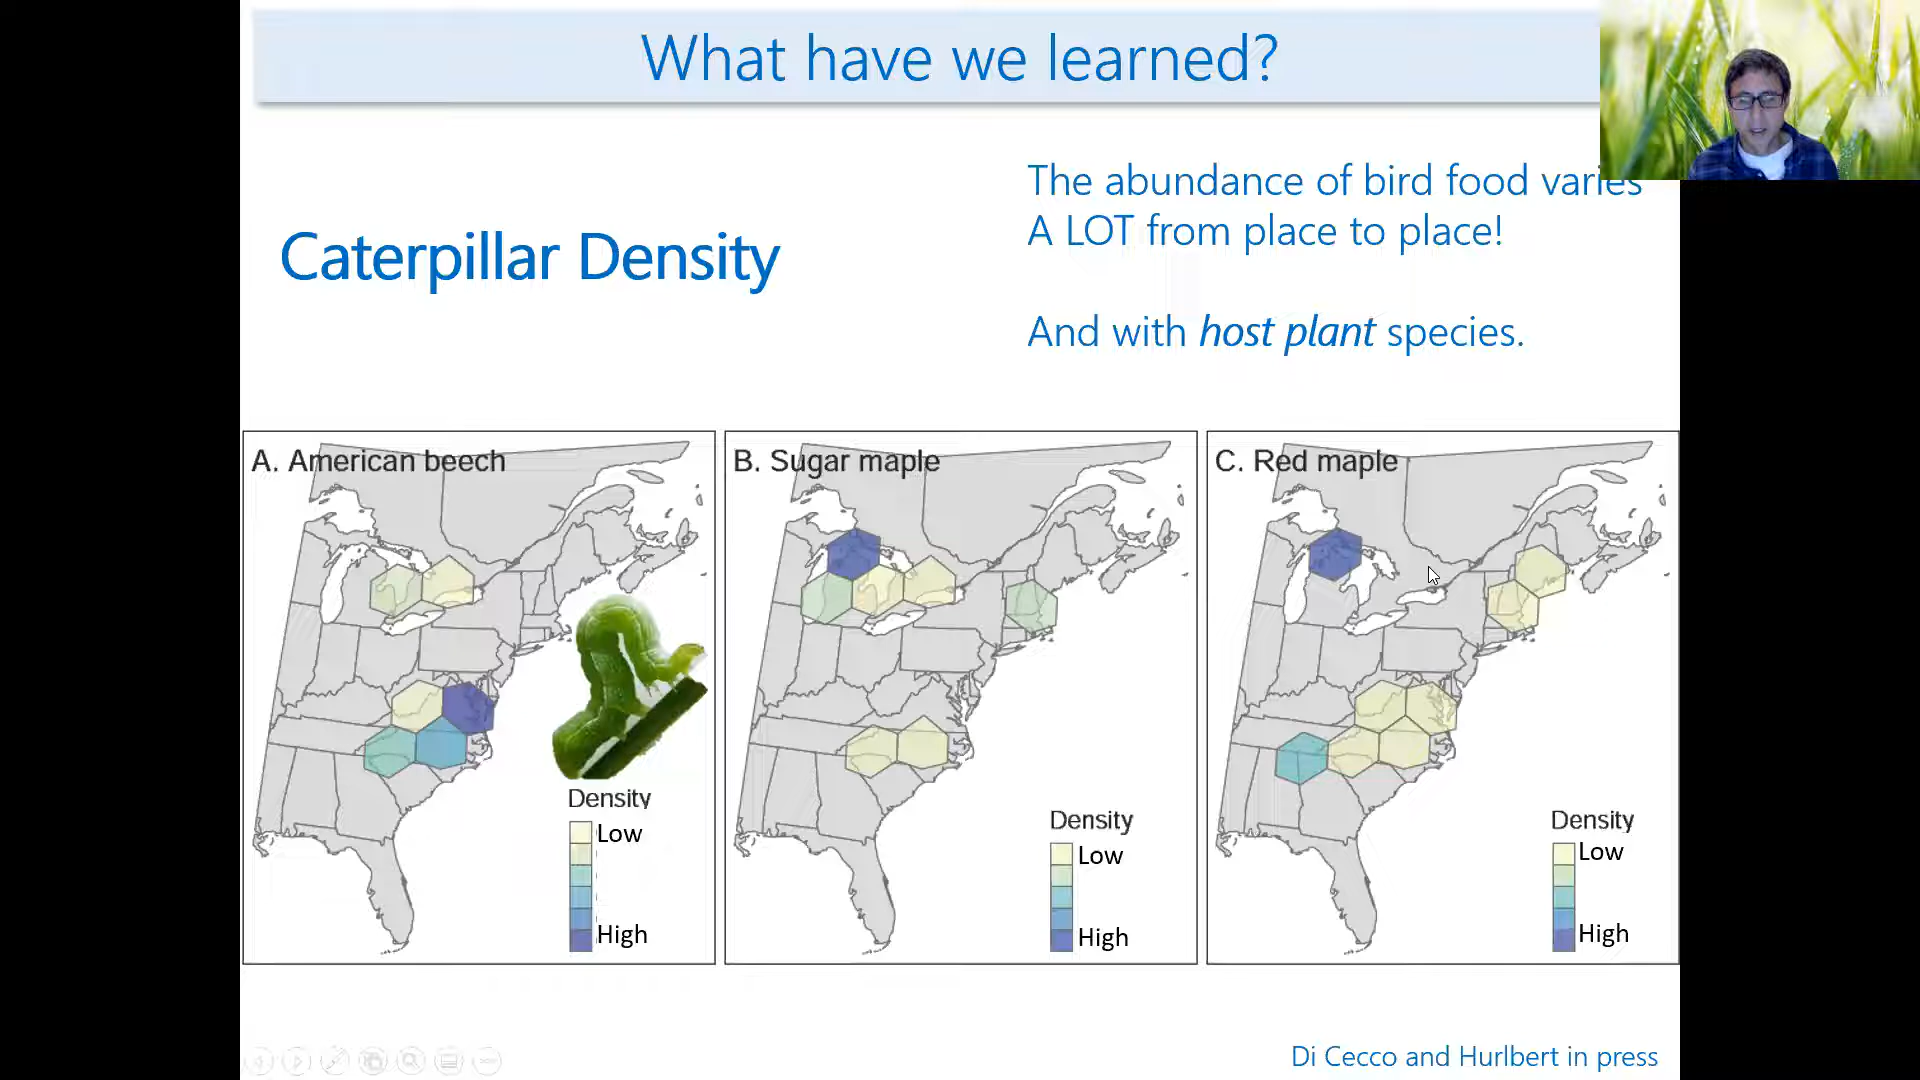 What have we learned?
The abundance of bird food varies
A LOT from place to place!
Caterpillar Density
And with host plant species.
A. American beech
Density
Low
High
B. Sugar maple
Density
Low
High
C. Red maple
Density
Low
High
Di Cecco and Hurlbert in press